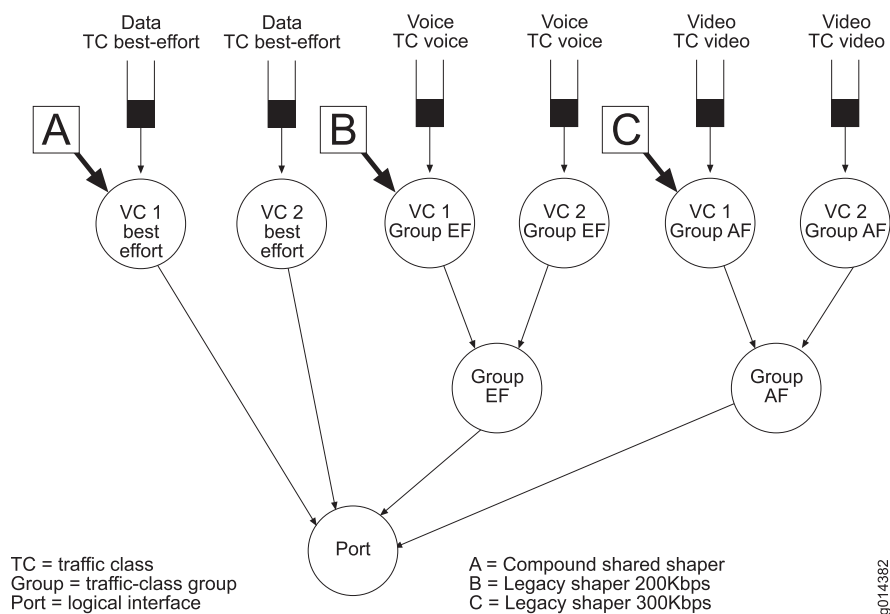 Data
TC best-effort
Data
TC best-effort
Voice
TC voice
Voice
TC voice
Video
TC video
Video
TC video
A
B
C
VC 1
best
effort
VC 2
best
effort
VC 1
Group EF
VC 2
Group EF
VC 1
Group AF
VC 2
Group AF
Group
EF
Group
AF
Port
TC = traffic class
Group = traffic-class group
Port = logical interface
A = Compound shared shaper
B = Legacy shaper 200Kbps
C = Legacy shaper 300Kbps
g014382